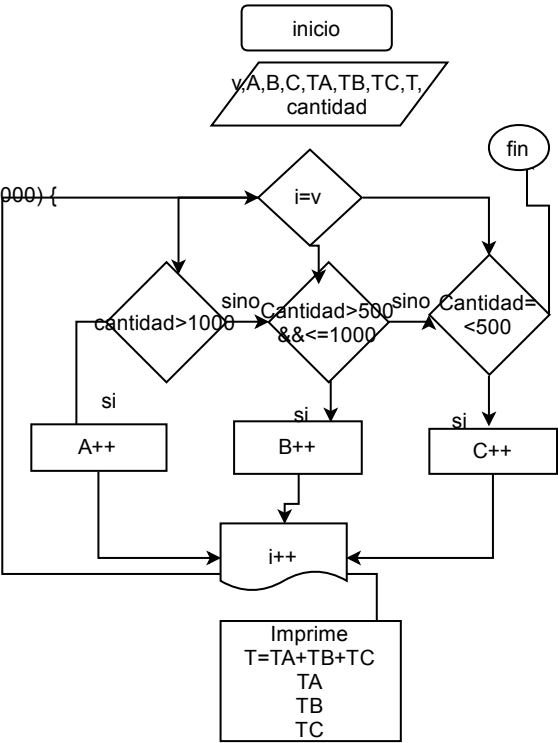 inicio
v,A,B,C,TA,TB,TC,T,
cantidad
fin
000) {
i=v
cantidad>1000
sino
Cantidad>500
&&<=1000
sino
Cantidad=
<500
si
A++
si
B++
si
C++
i++
Imprime
T=TA+TB+TC
TA
TB
TC